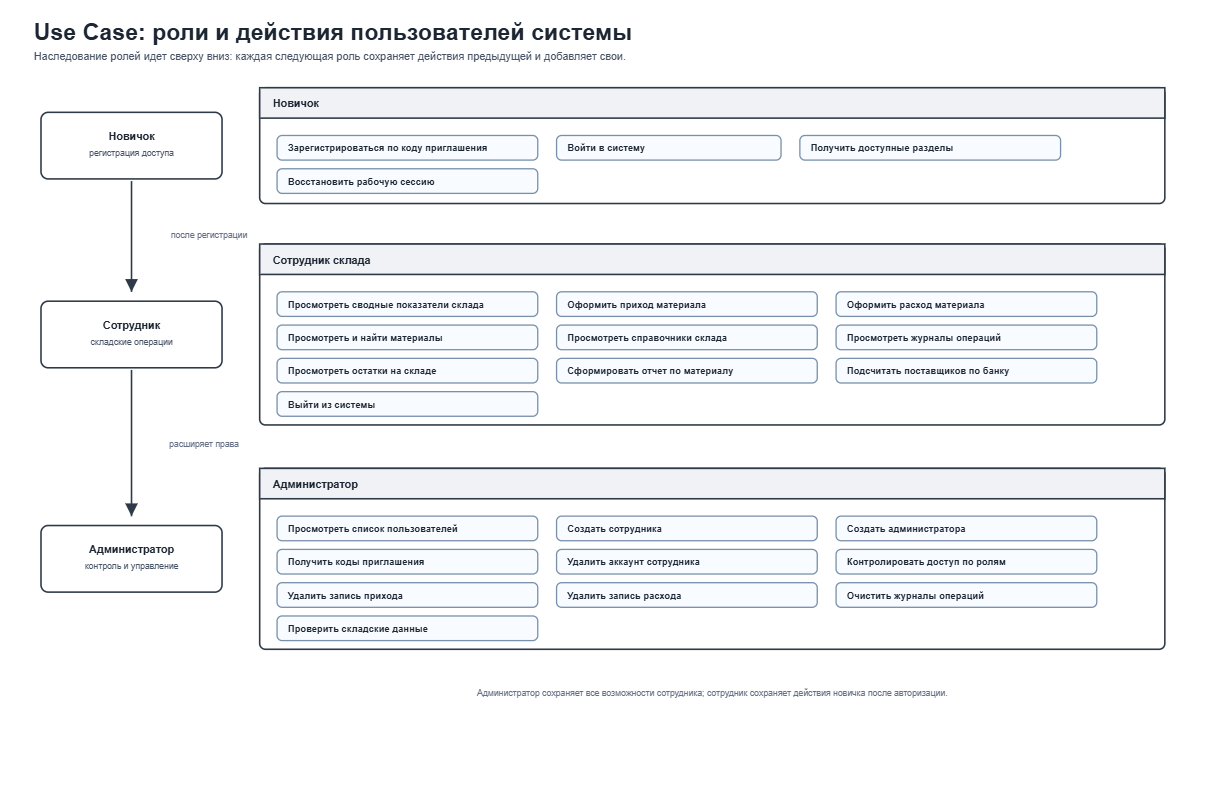 Use Case: роли и действия пользователей системы
Наследование ролей идет сверху вниз: каждая следующая роль сохраняет действия предыдущей и добавляет свои.
Новичок
регистрация доступа
Новичок
Зарегистрироваться по коду приглашения
Войти в систему
Получить доступные разделы
Восстановить рабочую сессию
после регистрации
Сотрудник
складские операции
Сотрудник склада
Просмотреть сводные показатели склада
Оформить приход материала
Оформить расход материала
Просмотреть и найти материалы
Просмотреть справочники склада
Просмотреть журналы операций
Просмотреть остатки на складе
Сформировать отчет по материалу
Подсчитать поставщиков по банку
Выйти из системы
расширяет права
Администратор
контроль и управление
Администратор
Просмотреть список пользователей
Создать сотрудника
Создать администратора
Получить коды приглашения
Удалить аккаунт сотрудника
Контролировать доступ по ролям
Удалить запись прихода
Удалить запись расхода
Очистить журналы операций
Проверить складские данные
Администратор сохраняет все возможности сотрудника; сотрудник сохраняет действия новичка после авторизации.